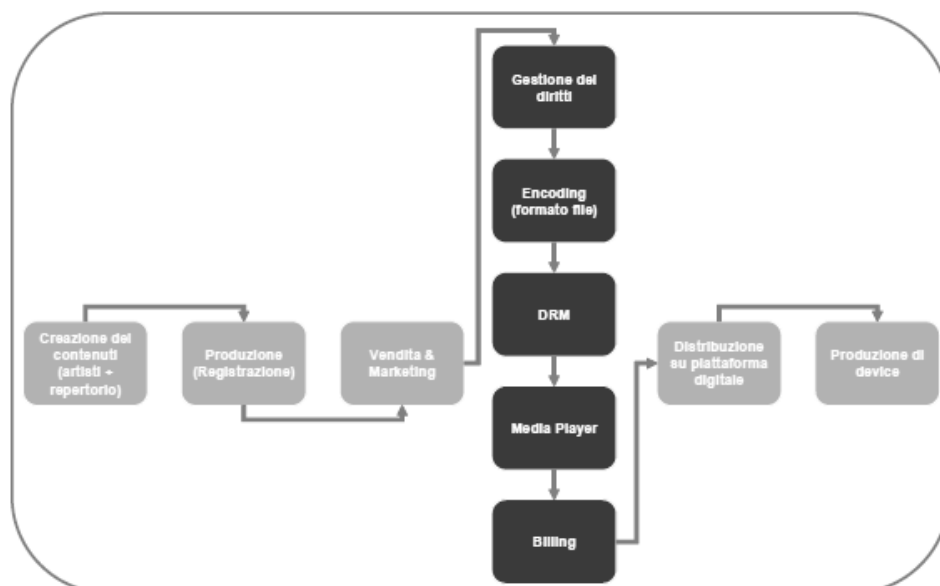 Creazione dei
contenuti
(artisti +
repertorio)
Produzione
(Registrazione)
Vendita &
Marketing
Gestione dei
diritti
Encoding
(formato file)
DRM
Media Player
Billing
Distribuzione
su piattaforma
digitale
Produzione di
device